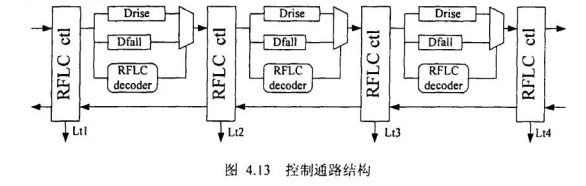 RFLC ctl
Drise
Dfall
RFLC
decoder
Lt1
RFLC ctl
Drise
Dfall
RFLC
decoder
Lt2
RFLC ctl
Drise
Dfall
RFLC
decoder
Lt3
RFLC ctl
Lt4
图 4.13 控制通路结构